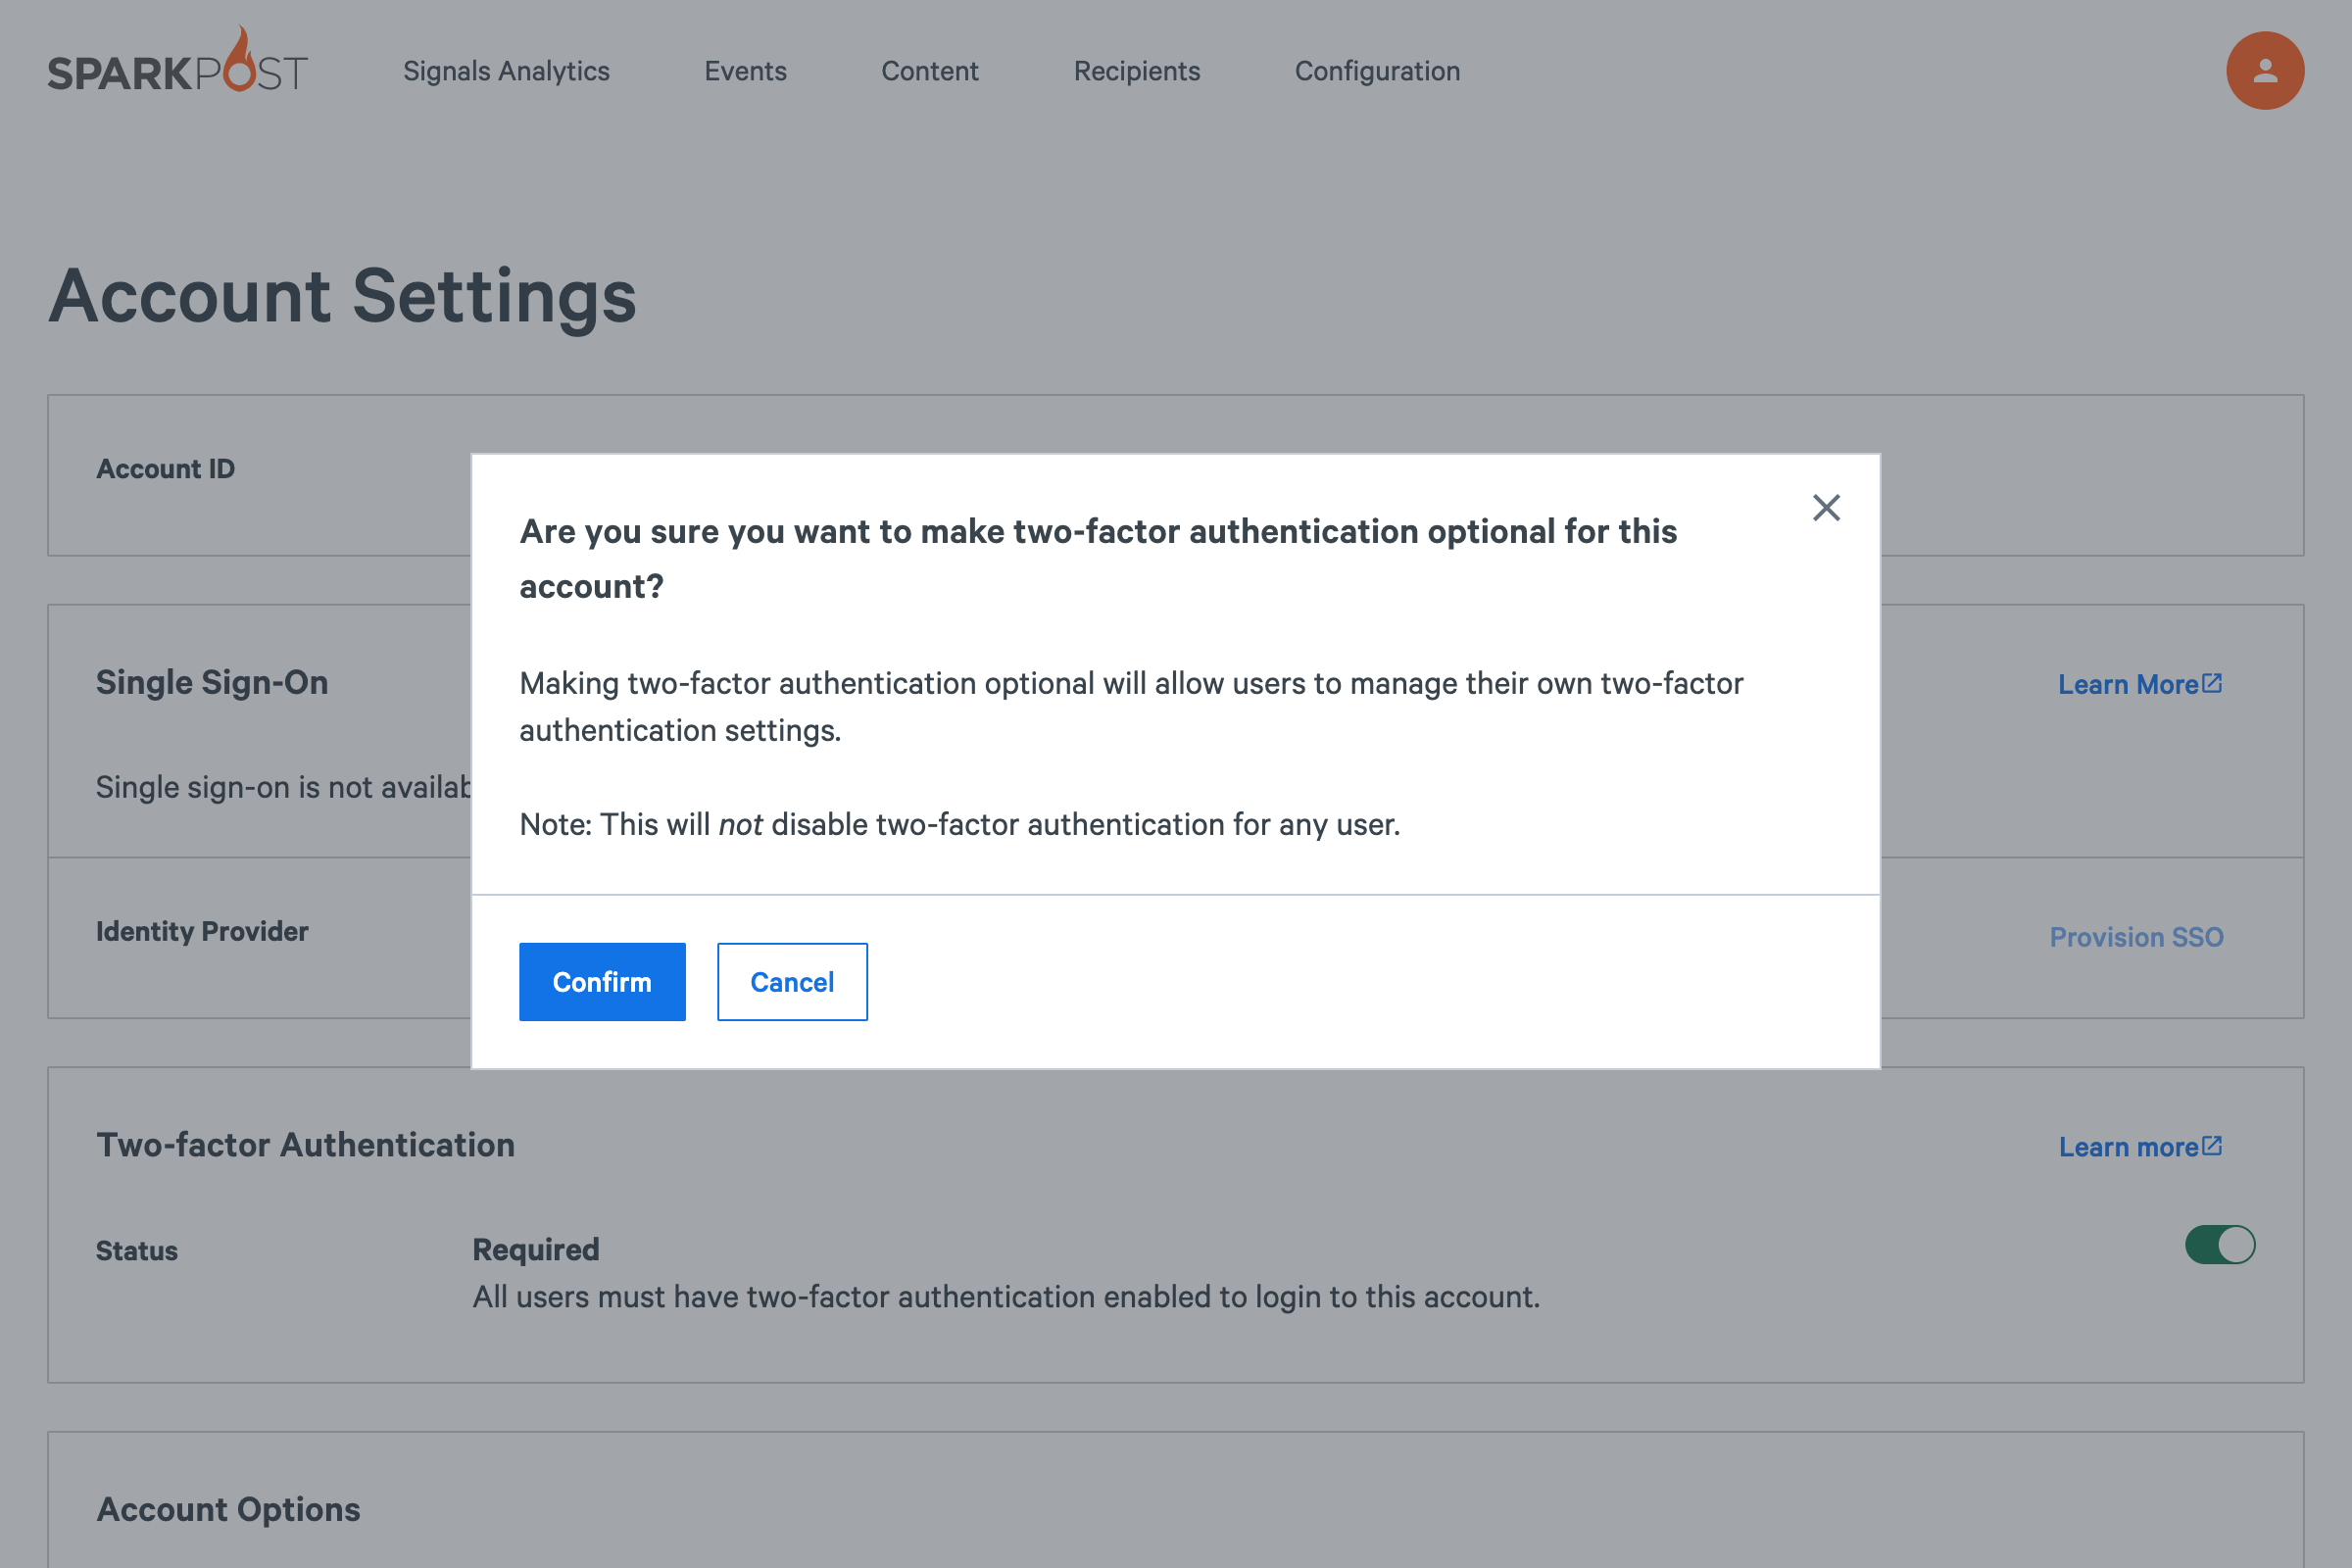 SPARKPOST
Signals Analytics
Events
Content
Recipients
Configuration
Account Settings
Account ID
Are you sure you want to make two-factor authentication optional for this
account?
Single Sign-On
Learn More
Making two-factor authentication optional will allow users to manage their own two-factor
authentication settings.
Single sign-on is not
Note: This will not disable two-factor authentication for any user.
Identity Provider
Provision SSO
Confirm
Cancel
Two-factor Authentication
Learn more
Status
Required
All users must have two-factor authentication enabled to login to this account.
Account Options